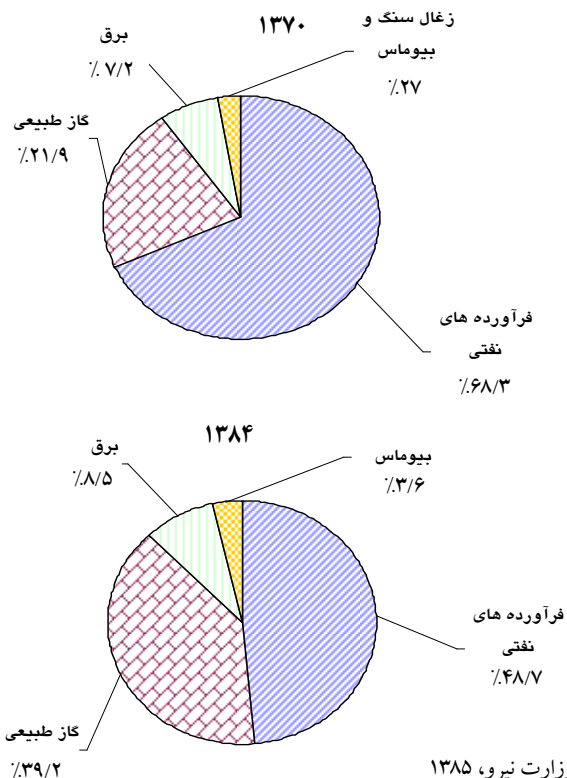 ۱۳۷۰
زغال سنگ و
بیوماس
٪۲۷
برق
٪۷/۲
گاز طبیعی
٪۲۱/۹
فرآورده های
نفتی
٪۶۸/۳
۱۳۸۴
بیوماس
٪۳/۶
برق
٪۸/۵
فرآورده های
نفتی
٪۴۸/۷
گاز طبیعی
٪۳۹/۲
زارت نیرو، ۱۳۸۵